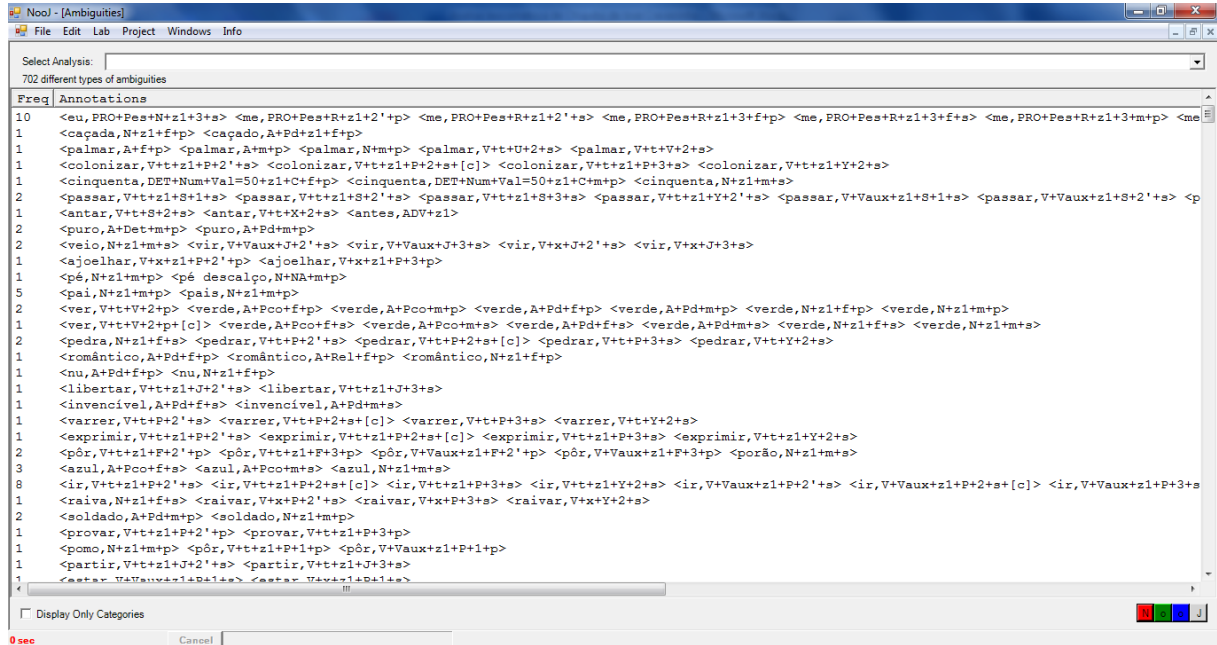 NooJ - [Ambiguities]
File Edit Lab Project Windows Info
Select Analysis:
702 different types of ambiguities
Freq Annotations
10 <eu,PRO+Pes+N+z1+3+s> <me,PRO+Pes+R+z1+2'+p> <me,PRO+Pes+R+z1+2'+s> <me,PRO+Pes+R+z1+3+f+p> <me,PRO+Pes+R+z1+3+f+s> <me,PRO+Pes+R+z1+3+m+p> <me
1 <caçada,N+z1+f+p> <caçado,A+Pd+z1+f+p>
1 <palmar,A+f+p> <palmar,A+m+p> <palmar,N+m+p> <palmar,V+t+U+2+s> <palmar,V+t+V+2+s>
1 <colonizar,V+t+z1+P+2'+s> <colonizar,V+t+z1+P+2+s+[c]> <colonizar,V+t+z1+P+3+s> <colonizar,V+t+z1+Y+2+s>
1 <cinquenta,DET+Num+Val=50+z1+C+f+p> <cinquenta,DET+Num+Val=50+z1+C+m+p> <cinquenta,N+z1+m+s>
2 <passar,V+t+z1+S+1+s> <passar,V+t+z1+S+2'+s> <passar,V+t+z1+S+3+s> <passar,V+t+z1+Y+2'+s> <passar,V+Vaux+z1+S+1+s> <passar,V+Vaux+z1+S+2'+s> <p
1 <antar,V+t+S+2+s> <antar,V+t+X+2+s> <antes,ADV+z1>
2 <puro,A+Det+m+p> <puro,A+Pd+m+p>
2 <veio,N+z1+m+s> <vir,V+Vaux+J+2'+s> <vir,V+Vaux+J+3+s> <vir,V+x+J+2'+s> <vir,V+x+J+3+s>
1 <ajoelhar,V+x+z1+P+2'+p> <ajoelhar,V+x+z1+P+3+p>
1 <pé,N+z1+m+p> <pé descalço,N+NA+m+p>
5 <pai,N+z1+m+p> <pais,N+z1+m+p>
2 <ver,V+t+V+2+p> <verde,A+Pco+f+p> <verde,A+Pco+m+p> <verde,A+Pd+f+p> <verde,A+Pd+m+p> <verde,N+z1+f+p> <verde,N+z1+m+p>
1 <ver,V+t+V+2+p+[c]> <verde,A+Pco+f+s> <verde,A+Pco+m+s> <verde,A+Pd+f+s> <verde,A+Pd+m+s> <verde,N+z1+f+s> <verde,N+z1+m+s>
2 <pedra,N+z1+f+s> <pedrar,V+t+P+2'+s> <pedrar,V+t+P+2+s+[c]> <pedrar,V+t+P+3+s> <pedrar,V+t+Y+2+s>
1 <romântico,A+Pd+f+p> <romântico,A+Rel+f+p> <romântico,N+z1+f+p>
1 <nu,A+Pd+f+p> <nu,N+z1+f+p>
1 <libertar,V+t+z1+J+2'+s> <libertar,V+t+z1+J+3+s>
1 <invencível,A+Pd+f+s> <invencível,A+Pd+m+s>
1 <varrer,V+t+P+2'+s> <varrer,V+t+P+2+s+[c]> <varrer,V+t+P+3+s> <varrer,V+t+Y+2+s>
1 <exprimir,V+t+z1+P+2'+s> <exprimir,V+t+z1+P+2+s+[c]> <exprimir,V+t+z1+P+3+s> <exprimir,V+t+z1+Y+2+s>
2 <pôr,V+t+z1+F+2'+p> <pôr,V+t+z1+F+3+p> <pôr,V+Vaux+z1+F+2'+p> <pôr,V+Vaux+z1+F+3+p> <porão,N+z1+m+s>
3 <azul,A+Pco+f+s> <azul,A+Pco+m+s> <azul,N+z1+m+s>
8 <ir,V+t+z1+P+2'+s> <ir,V+t+z1+P+2+s+[c]> <ir,V+t+z1+P+3+s> <ir,V+t+z1+Y+2+s> <ir,V+Vaux+z1+P+2'+s> <ir,V+Vaux+z1+P+2+s+[c]> <ir,V+Vaux+z1+P+3+s
1 <raiva,N+z1+f+s> <raivar,V+x+P+2'+s> <raivar,V+x+P+3+s> <raivar,V+x+Y+2+s>
2 <soldado,A+Pd+m+p> <soldado,N+z1+m+p>
1 <provar,V+t+z1+P+2'+p> <provar,V+t+z1+P+3+p>
1 <pomo,N+z1+m+p> <pôr,V+t+z1+P+1+p> <pôr,V+Vaux+z1+P+1+p>
1 <partir,V+t+z1+J+2'+s> <partir,V+t+z1+J+3+s>
1 <estar,V+Vaux+z1+P+1+s> <estar,V+x+z1+P+1+s>
Display Only Categories
N o o J
0 sec Cancel